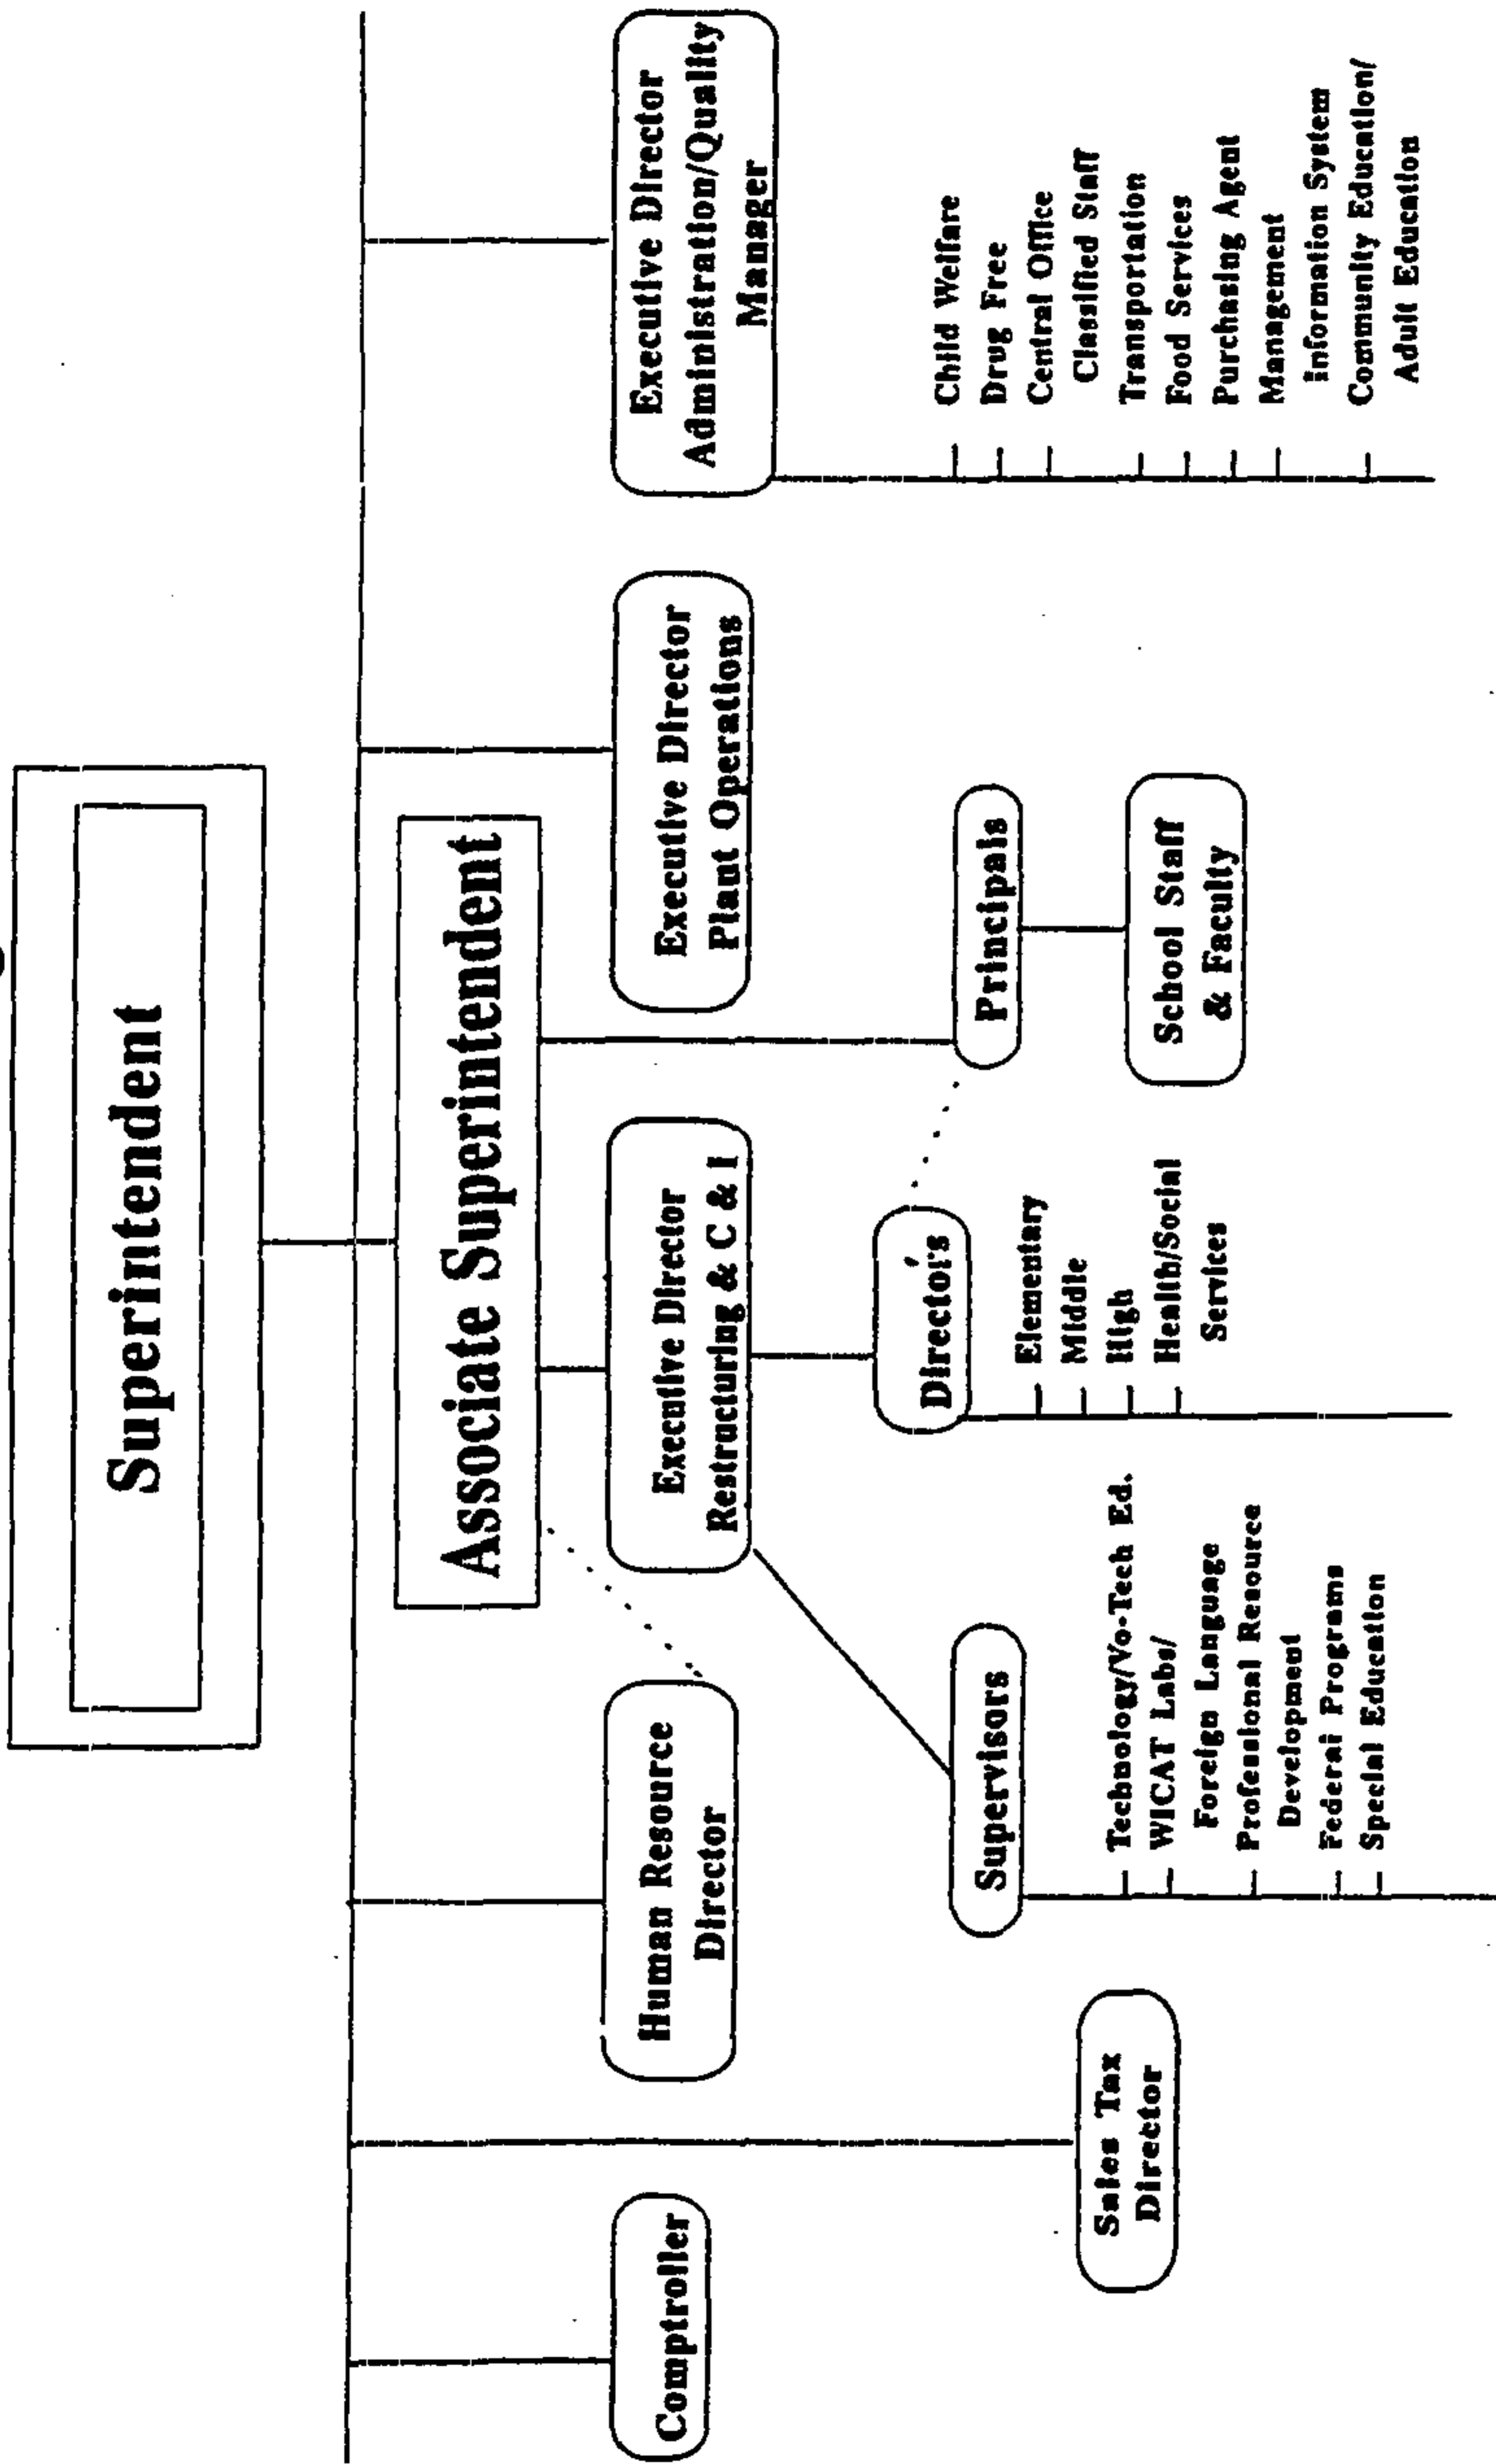 Superintendent
Associate Superintendent
Comptroller
Sales Tax
Director
Human Resource
Director
Executive Director
Restructuring & C & I
Executive Director
Plant Operations
Executive Director
Administration/Quality
Manager
Supervisors
Technology/Vo-Tech Ed.
WICAT Labs/
Foreign Language
Professional Resource
Development
Federal Programs
Special Education
Directors
Elementary
Middle
High
Health/Social
Services
Principals
School Staff
& Faculty
Child Welfare
Drug Free
Central Office
Classified Staff
Transportation
Food Services
Purchasing Agent
Management
Information System
Community Education/
Adult Education